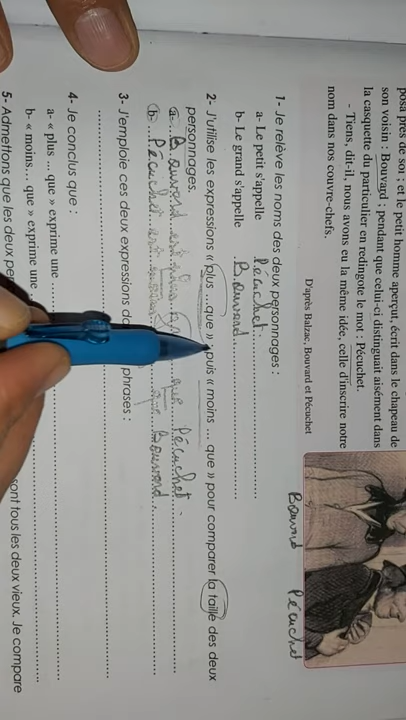 posa près de soi ; et le petit homme aperçut, écrit dans le chapeau de
son voisin : Bouvard ; pendant que celui-ci distinguait aisément dans
la casquette du particulier en redingote le mot : Pécuchet.
- Tiens, dit-il, nous avons eu la même idée, celle d'inscrire notre
nom dans nos couvre-chefs.
D'après Balzac, Bouvard et Pécuchet
Bouvard Pécuchet
1- Je relève les noms des deux personnages :
a- Le petit s'appelle Pécuchet.
b- Le grand s'appelle Bouvard
2- J'utilise les expressions « plus ... que » puis « moins ... que » pour comparer la taille des deux
personnages.
a- Bouvard est plus que Pécuchet.
b- Pécuchet est moins que Bouvard.
3- J'emploie ces deux expressions phrases :
4- Je conclus que :
a- « plus ... que » exprime une
b- « moins... que » exprime une
5- Admettons que les deux sont tous les deux vieux. Je compare